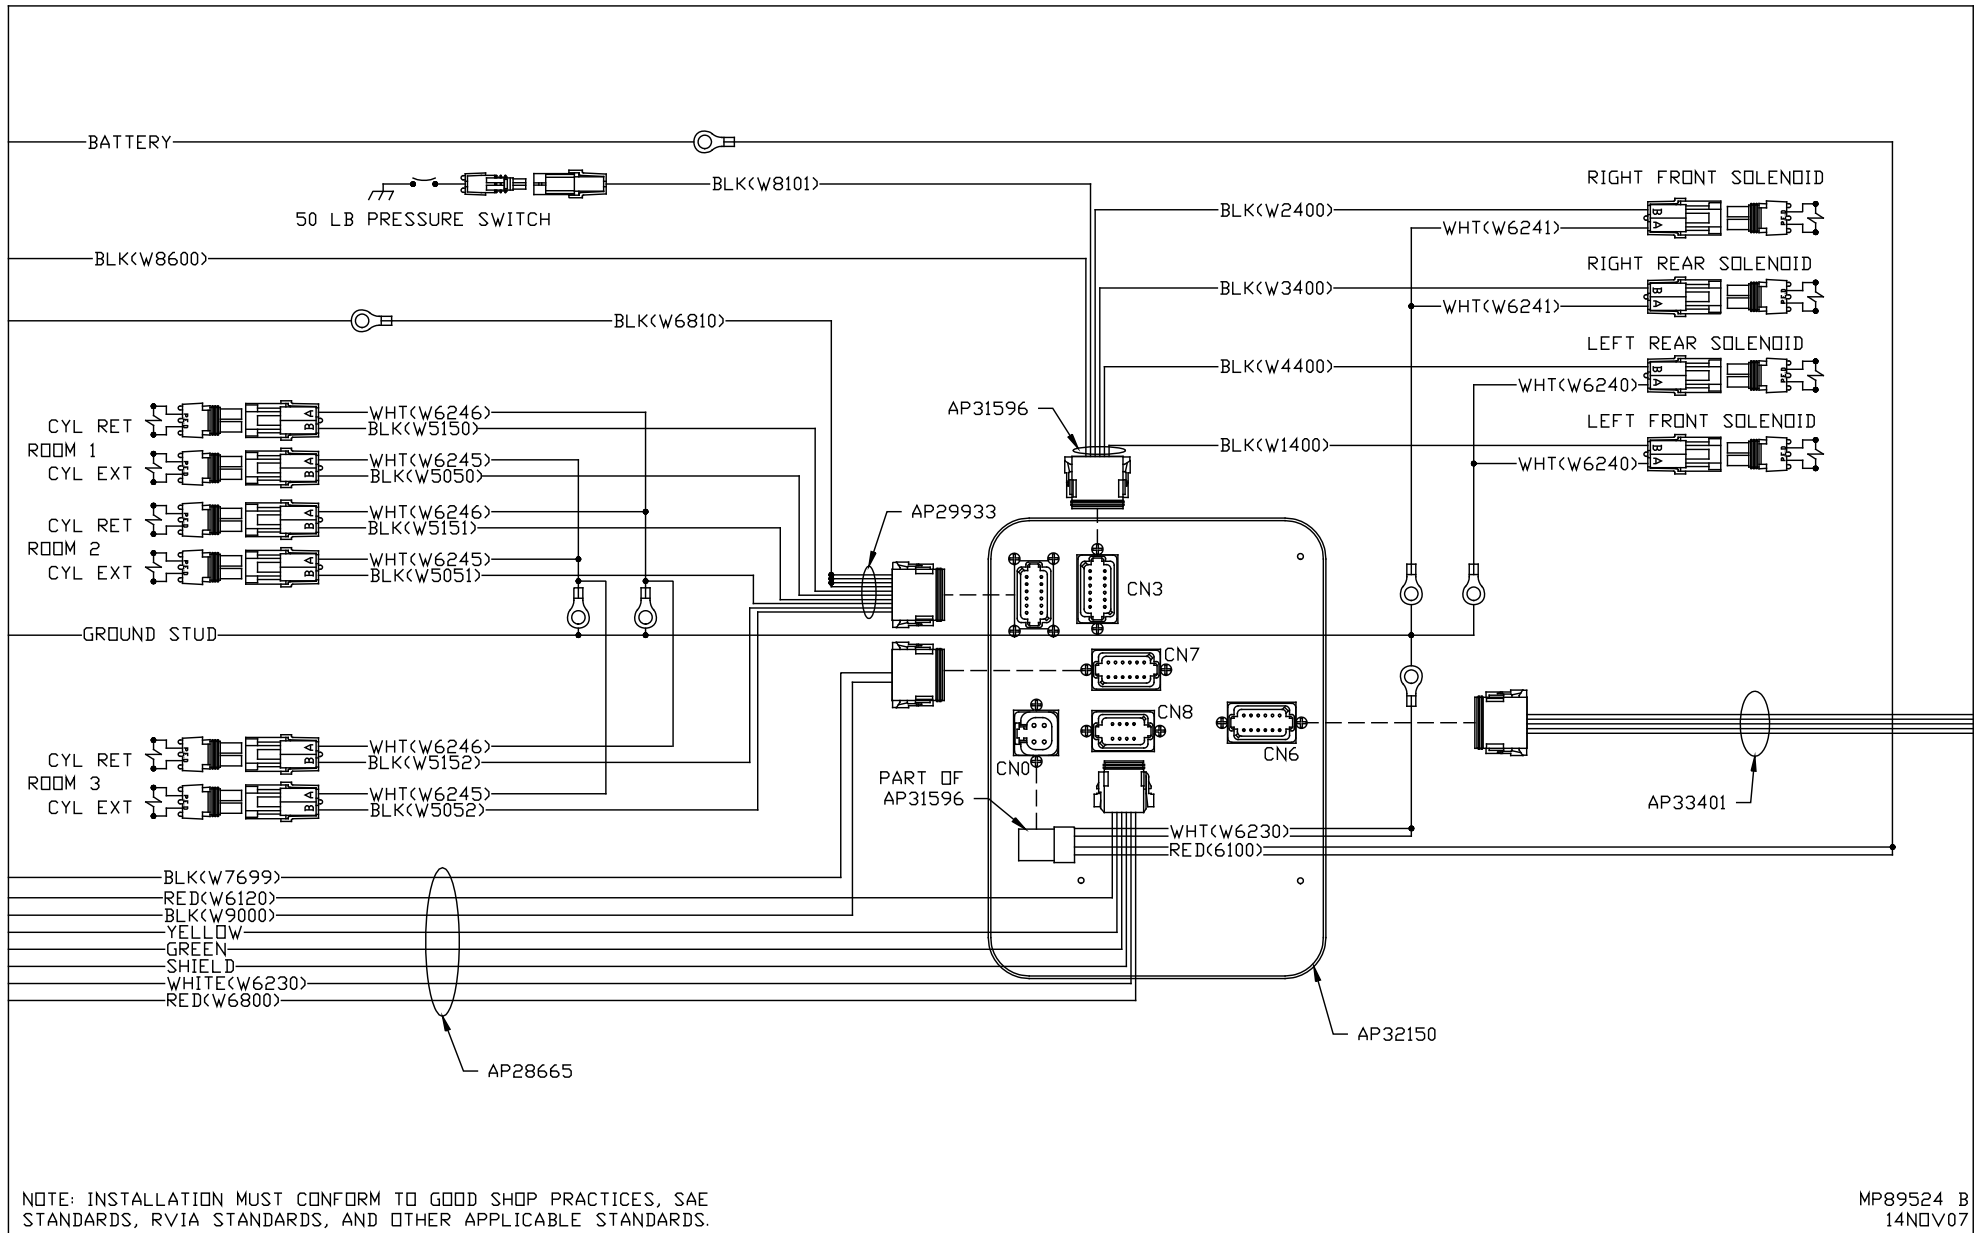 BATTERY
BLK(W8101)
50 LB PRESSURE SWITCH
RIGHT FRONT SOLENOID
BLK(W2400)
B
A
WHT(W6241)
BLK(W8600)
RIGHT REAR SOLENOID
BLK(W3400)
B
A
WHT(W6241)
BLK(W6810)
LEFT REAR SOLENOID
BLK(W4400)
B
A
WHT(W6240)
AP31596
LEFT FRONT SOLENOID
BLK(W1400)
B
A
WHT(W6240)
CYL RET
A
B
WHT(W6246)
BLK(W5150)
ROOM 1
CYL EXT
A
B
WHT(W6245)
BLK(W5050)
CYL RET
A
B
WHT(W6246)
BLK(W5151)
ROOM 2
CYL EXT
A
B
WHT(W6245)
BLK(W5051)
AP29933
CN3
GROUND STUD
CN7
CN8
CN6
CN0
CYL RET
A
B
WHT(W6246)
BLK(W5152)
ROOM 3
CYL EXT
A
B
WHT(W6245)
BLK(W5052)
PART OF
AP31596
AP33401
WHT(W6230)
RED(6100)
BLK(W7699)
RED(W6120)
BLK(W9000)
YELLOW
GREEN
SHIELD
WHITE(W6230)
RED(W6800)
AP32150
AP28665
NOTE: INSTALLATION MUST CONFORM TO GOOD SHOP PRACTICES, SAE
STANDARDS, RVIA STANDARDS, AND OTHER APPLICABLE STANDARDS.
MP89524 B
14NOV07